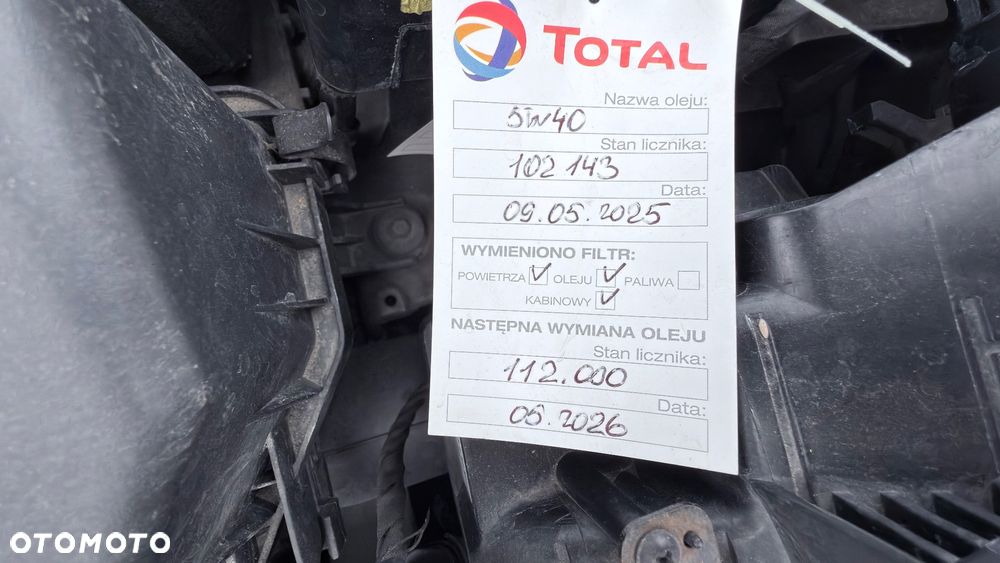 TOTAL
Nazwa oleju:
5W40
Stan licznika:
102 143
Data:
09.05.2025
WYMIENIONO FILTR:
POWIETRZA OLEJU PALIWA
KABINOWY
NASTĘPNA WYMIANA OLEJU
Stan licznika:
112.000
Data:
05.2026
OTOMOTO